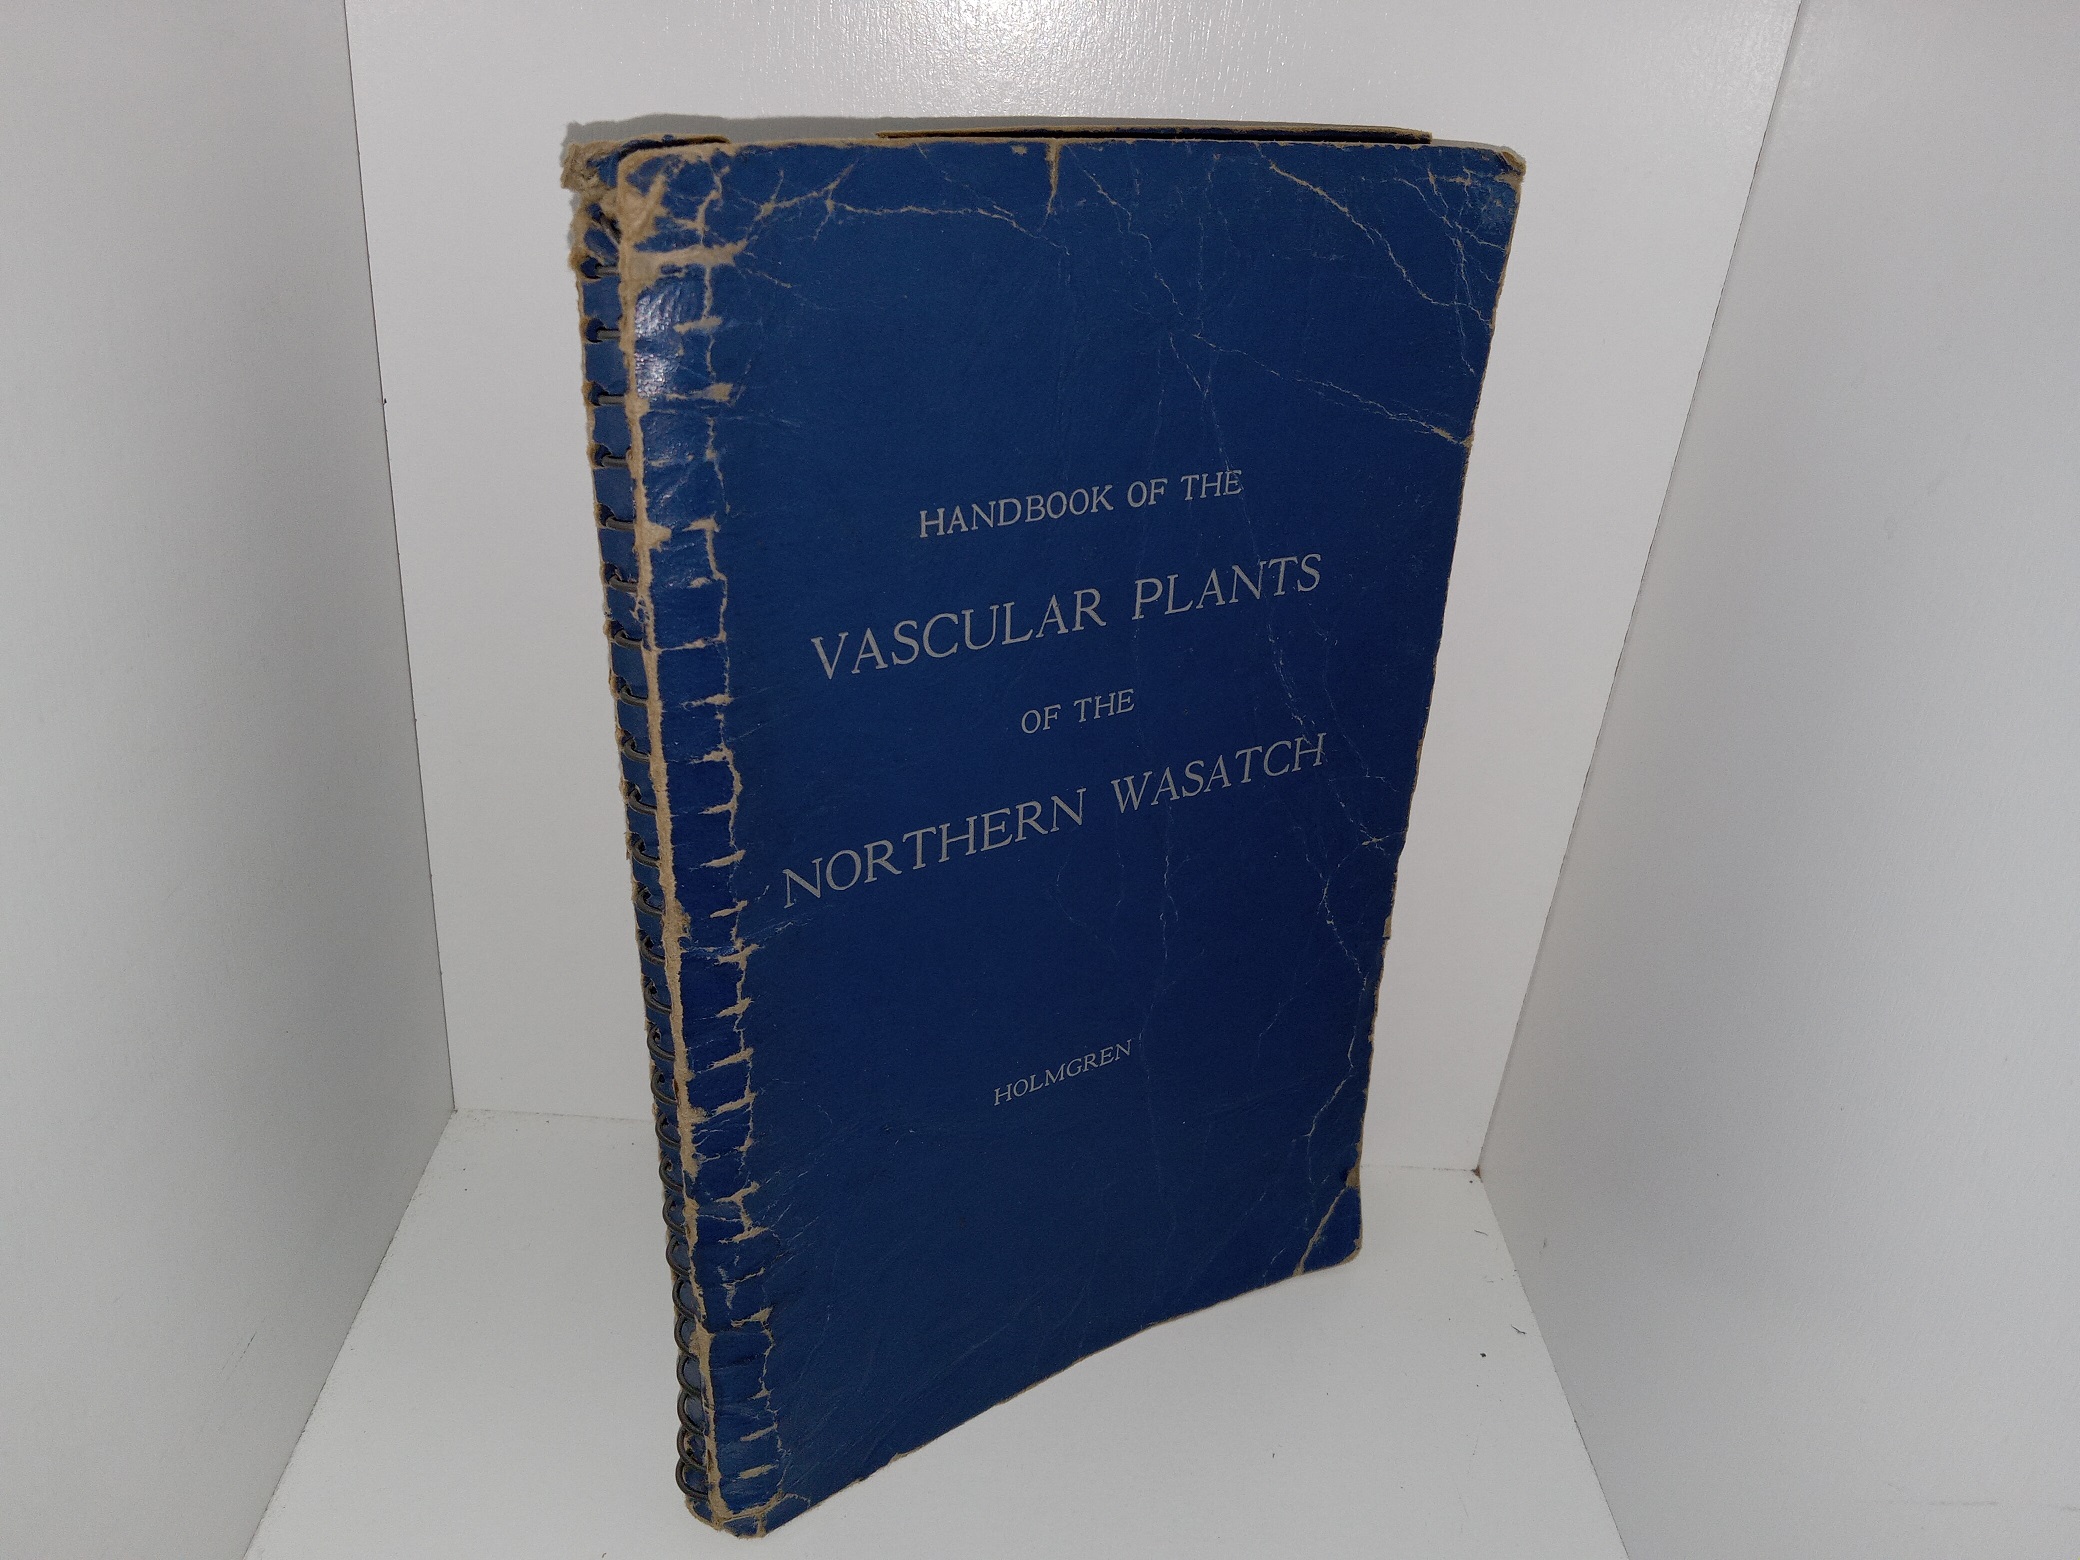 HANDBOOK OF THE
VASCULAR PLANTS
OF THE
NORTHERN WASATCH
HOLMGREN